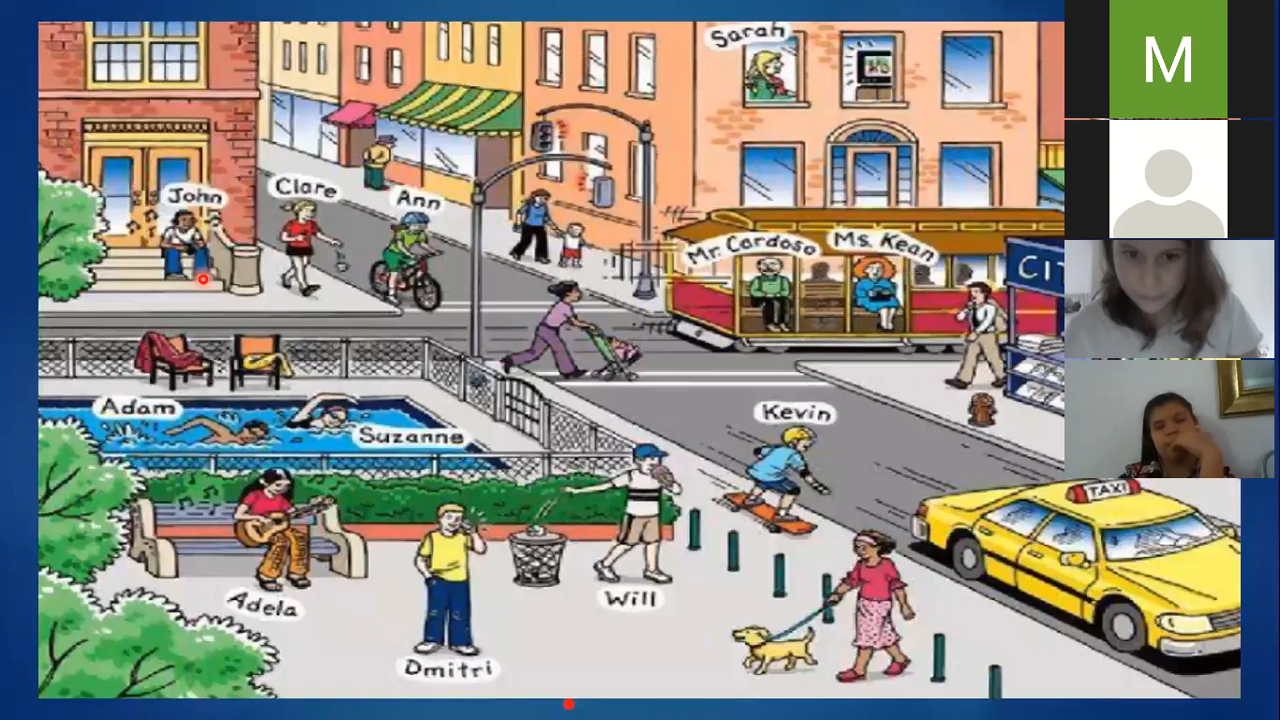 Sarah
John
Clare
Ann
Mr. Cardoso
Ms. Kean
CIT
Adam
Suzanne
Kevin
TAXI
Adela
Will
Dmitri
M